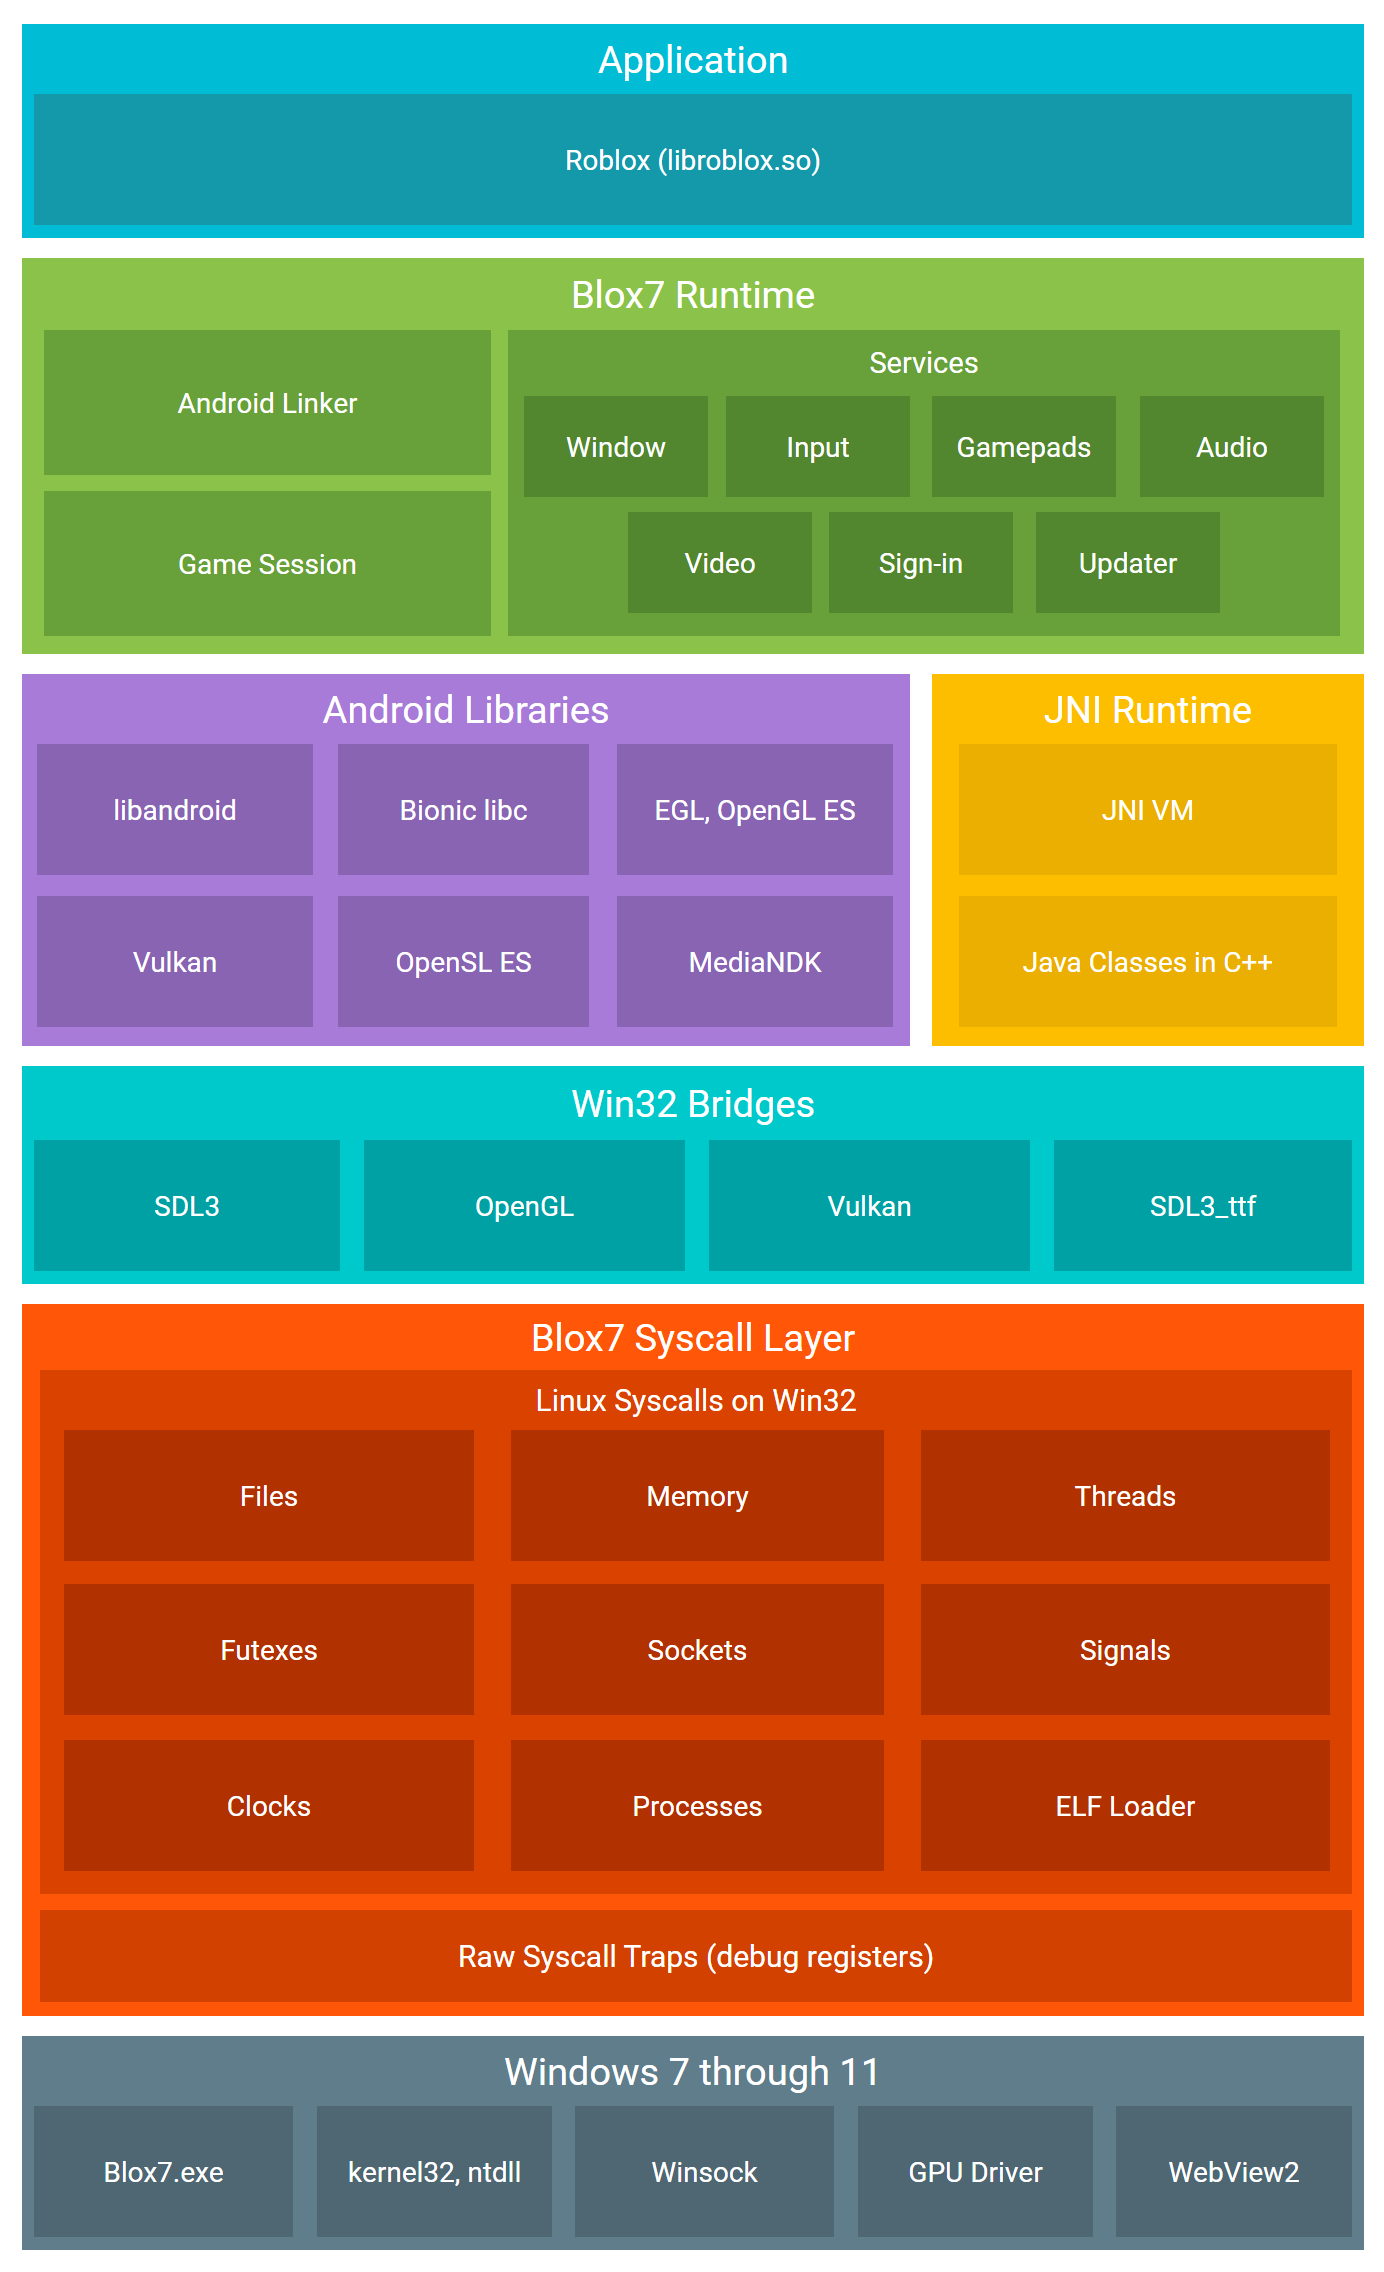 Application
Roblox (libroblox.so)
Blox7 Runtime
Android Linker
Game Session
Services
Window
Input
Gamepads
Audio
Video
Sign-in
Updater
Android Libraries
libandroid
Bionic libc
EGL, OpenGL ES
Vulkan
OpenSL ES
MediaNDK
JNI Runtime
JNI VM
Java Classes in C++
Win32 Bridges
SDL3
OpenGL
Vulkan
SDL3_ttf
Blox7 Syscall Layer
Linux Syscalls on Win32
Files
Memory
Threads
Futexes
Sockets
Signals
Clocks
Processes
ELF Loader
Raw Syscall Traps (debug registers)
Windows 7 through 11
Blox7.exe
kernel32, ntdll
Winsock
GPU Driver
WebView2